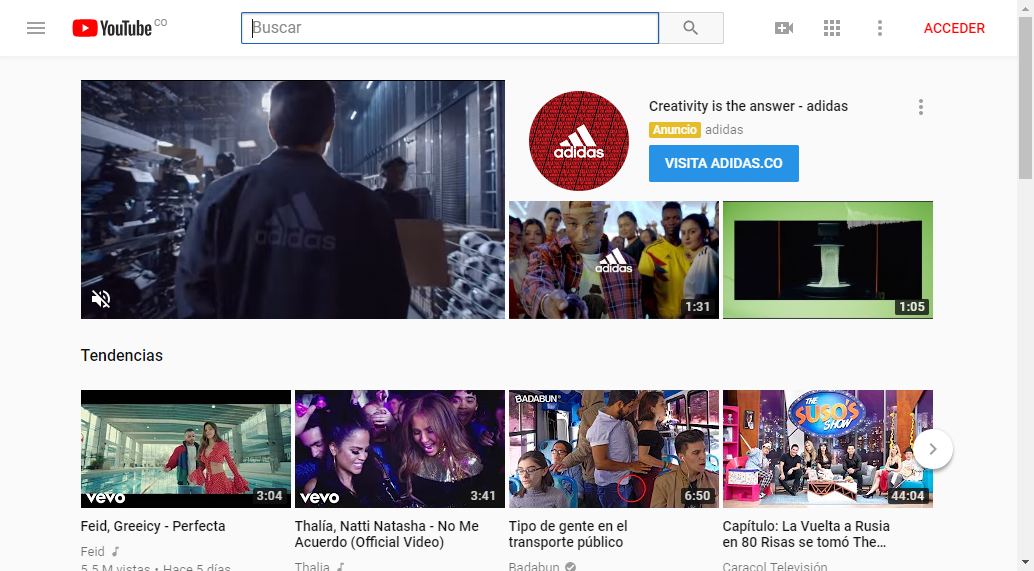 YouTube CO
Buscar
ACCEDER
adidas
adidas
Creativity is the answer - adidas
Anuncio adidas
VISITA ADIDAS.CO
adidas
1:31
1:05
Tendencias
vevo
3:04
vevo
3:41
BADABUN
6:50
THE
SUSO'S
SHOW
44:04
Feid, Greeicy - Perfecta
Thalía, Natti Natasha - No Me
Acuerdo (Official Video)
Tipo de gente en el
transporte público
Capítulo: La Vuelta a Rusia
en 80 Risas se tomó The...
Feid
Thalia
Badabun
Caracol Televisión
5.5 M vistas • Hace 5 días